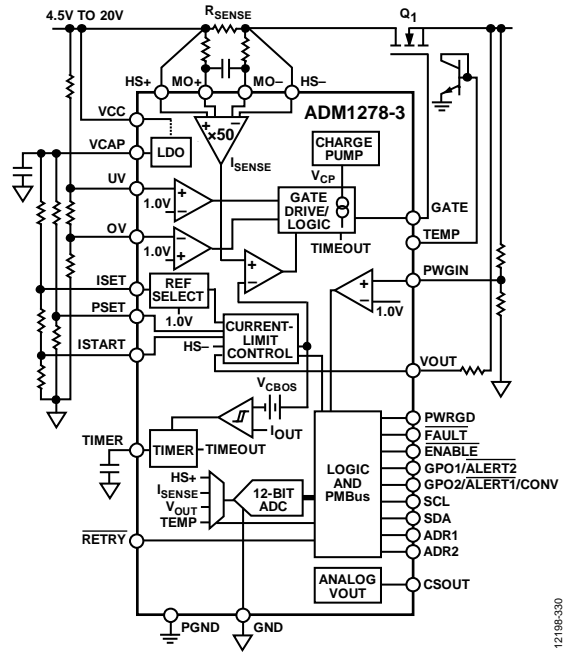 4.5V TO 20V
RSENSE
Q1
HS+ MO+ MO– HS–
ADM1278-3
VCC
+ – ×50
VCAP
LDO
CHARGE PUMP
ISENSE
VCP
UV
+ –
1.0V
GATE DRIVE/ LOGIC
GATE
TEMP
OV
– +
1.0V
TIMEOUT
+ –
PWGIN
ISET
REF SELECT
+ –
1.0V
PSET
1.0V
CURRENT-LIMIT CONTROL
ISTART
HS–
VOUT
VCBOS
IOUT
PWRGD
FAULT
ENABLE
TIMER
TIMER
TIMEOUT
LOGIC AND PMBus
GPO1/ALERT2
GPO2/ALERT1/CONV
HS+
ISENSE
VOUT
TEMP
12-BIT ADC
SCL
SDA
ADR1
RETRY
ADR2
ANALOG VOUT
CSOUT
PGND
GND
12198-330